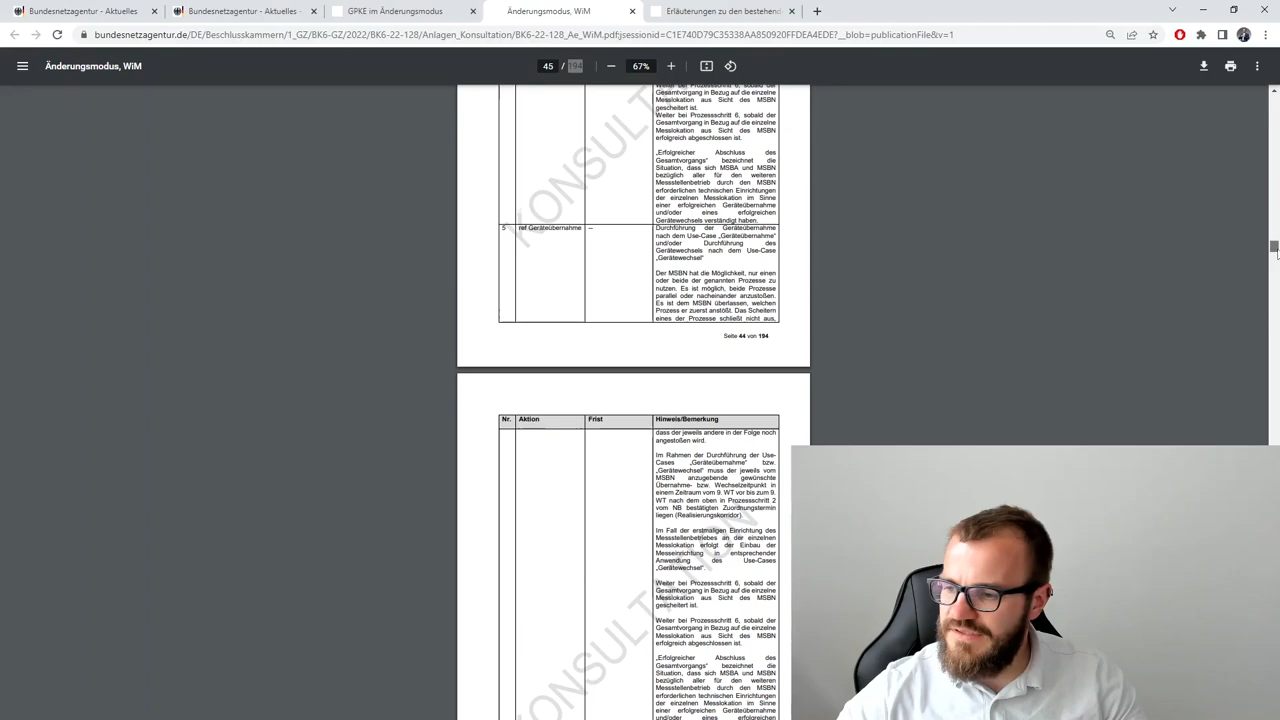 Bundesnetzagentur - Aktuelles
Bundesnetzagentur - Aktuelles -
GPKE im Änderungsmodus
Änderungsmodus, WiM
Erläuterung zu den bestehenden
bundesnetzagentur.de/DE/Beschlusskammern/1_GZ/BK6-GZ/2022/BK6-22-128/Anlagen_Konsultation/BK6-22-128_Ae_WiM.pdf;jsessionid=C1E740D79C35338AA850920FFDEA4EDE?__blob=publicationFile&v=1
Änderungsmodus, WiM
45 / 194
67%
Weiter bei Prozessschritt 6, sobald der
Gesamtvorgang in Bezug auf die einzelne
Messlokation aus Sicht des MSBN
gescheitert ist.
Weiter bei Prozessschritt 6, sobald der
Gesamtvorgang in Bezug auf die einzelne
Messlokation aus Sicht des MSBN
erfolgreich abgeschlossen ist.
„Erfolgreicher Abschluss des
Gesamtvorgangs“ bezeichnet die
Situation, dass sich MSBA und MSBN
bezüglich aller für den weiteren
Messstellenbetrieb durch den MSBN
erforderlichen technischen Einrichtungen
der einzelnen Messlokation im Sinne
einer erfolgreichen Geräteübernahme
und/oder eines erfolgreichen
Gerätewechsels verständigt haben.
5 ref Geräteübernahme -- Durchführung der Geräteübernahme
nach dem Use-Case „Geräteübernahme“
und/oder Durchführung des
Gerätewechsels nach dem Use-Case
„Gerätewechsel“
Der MSBN hat die Möglichkeit, nur einen
oder beide der genannten Prozesse zu
nutzen. Es ist möglich, beide Prozesse
parallel oder nacheinander anzustoßen.
Es ist dem MSBN überlassen, welchen
Prozess er zuerst anstößt. Das Scheitern
eines der Prozesse schließt nicht aus,
KONSULT
Seite 44 von 194
Nr. Aktion Frist Hinweis/Bemerkung
dass der jeweils andere in der Folge noch
angestoßen wird.
Im Rahmen der Durchführung der Use-
Cases „Geräteübernahme“ bzw.
„Gerätewechsel“ muss der jeweils vom
MSBN anzugebende gewünschte
Übernahme- bzw. Wechselzeitpunkt in
einem Zeitraum vom 9. WT vor bis zum 9.
WT nach dem oben in Prozessschritt 2
vom NB bestätigten Zuordnungstermin
liegen (Realisierungskorridor).
Im Fall der erstmaligen Einrichtung des
Messstellenbetriebes an der einzelnen
Messlokation erfolgt der Einbau der
Messeinrichtung in entsprechender
Anwendung des Use-Cases
„Gerätewechsel“.
Weiter bei Prozessschritt 6, sobald der
Gesamtvorgang in Bezug auf die einzelne
Messlokation aus Sicht des MSBN
gescheitert ist.
Weiter bei Prozessschritt 6, sobald der
Gesamtvorgang in Bezug auf die einzelne
Messlokation aus Sicht des MSBN
erfolgreich abgeschlossen ist.
„Erfolgreicher Abschluss des
Gesamtvorgangs“ bezeichnet die
Situation, dass sich MSBA und MSBN
bezüglich aller für den weiteren
Messstellenbetrieb durch den MSBN
erforderlichen technischen Einrichtungen
der einzelnen Messlokation im Sinne
einer erfolgreichen Geräteübernahme
und/oder eines erfolgreichen
KONSULTATION